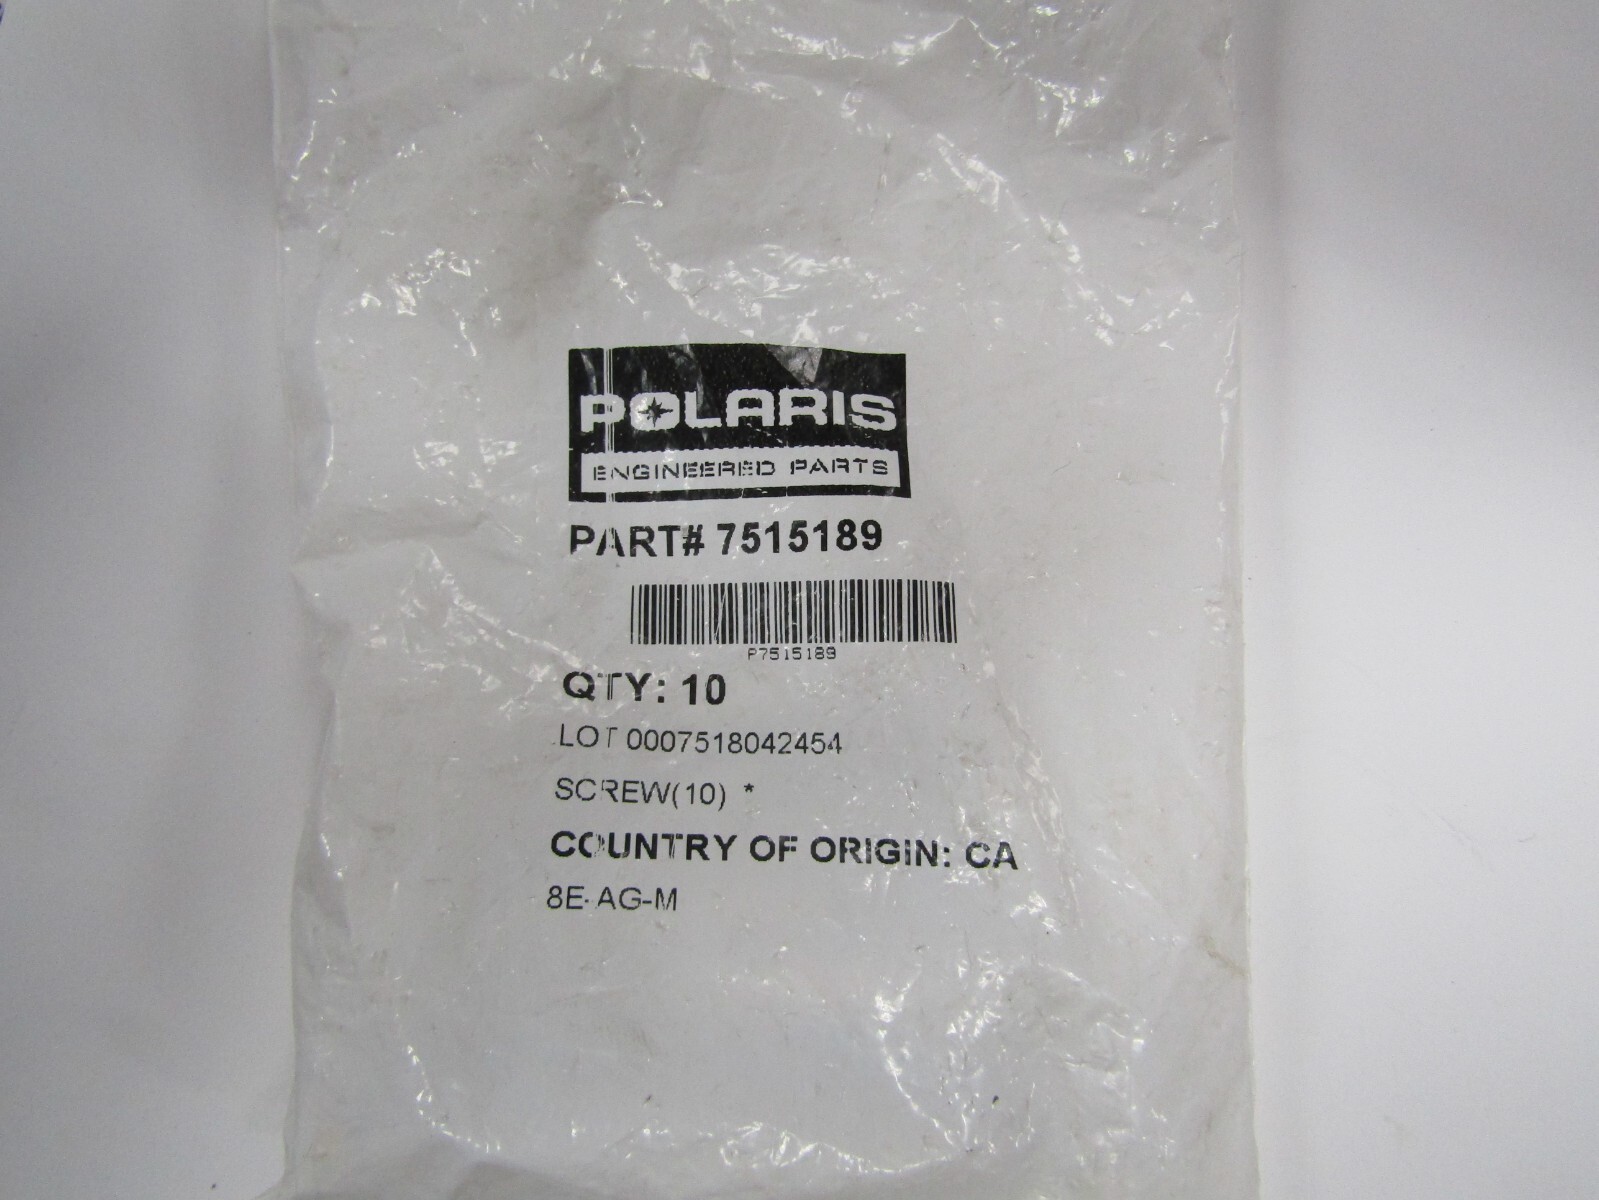 POLARIS
ENGINEERED PARTS
PART# 7515189
P7515189
QTY: 10
LOT 0007518042454
SCREW(10) *
COUNTRY OF ORIGIN: CA
8E-AG-M